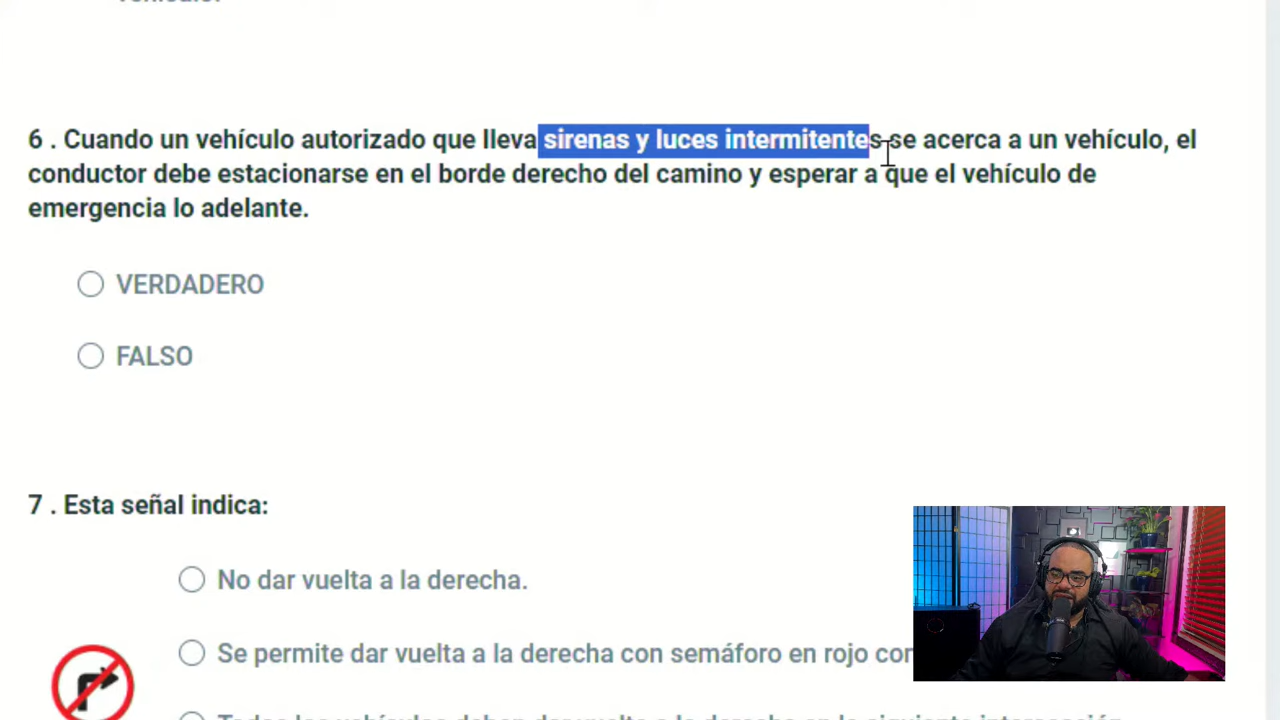 6 . Cuando un vehículo autorizado que lleva sirenas y luces intermitentes se acerca a un vehículo, el
conductor debe estacionarse en el borde derecho del camino y esperar a que el vehículo de
emergencia lo adelante.
VERDADERO
FALSO
7 . Esta señal indica:
No dar vuelta a la derecha.
Se permite dar vuelta a la derecha con semáforo en rojo